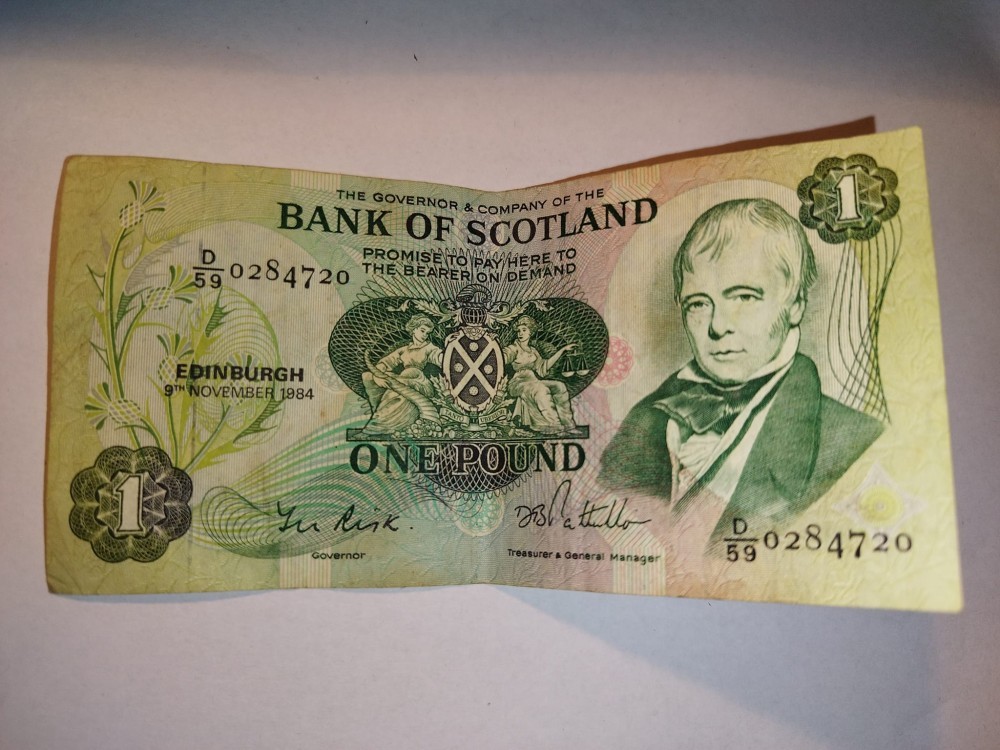 THE GOVERNOR & COMPANY OF THE
BANK OF SCOTLAND
PROMISE TO PAY HERE TO
THE BEARER ON DEMAND
D
59 0284720
EDINBURGH
9TH NOVEMBER 1984
1
ONE POUND
1
Governor
D B Pattullo
Treasurer & General Manager
D
59 0284720